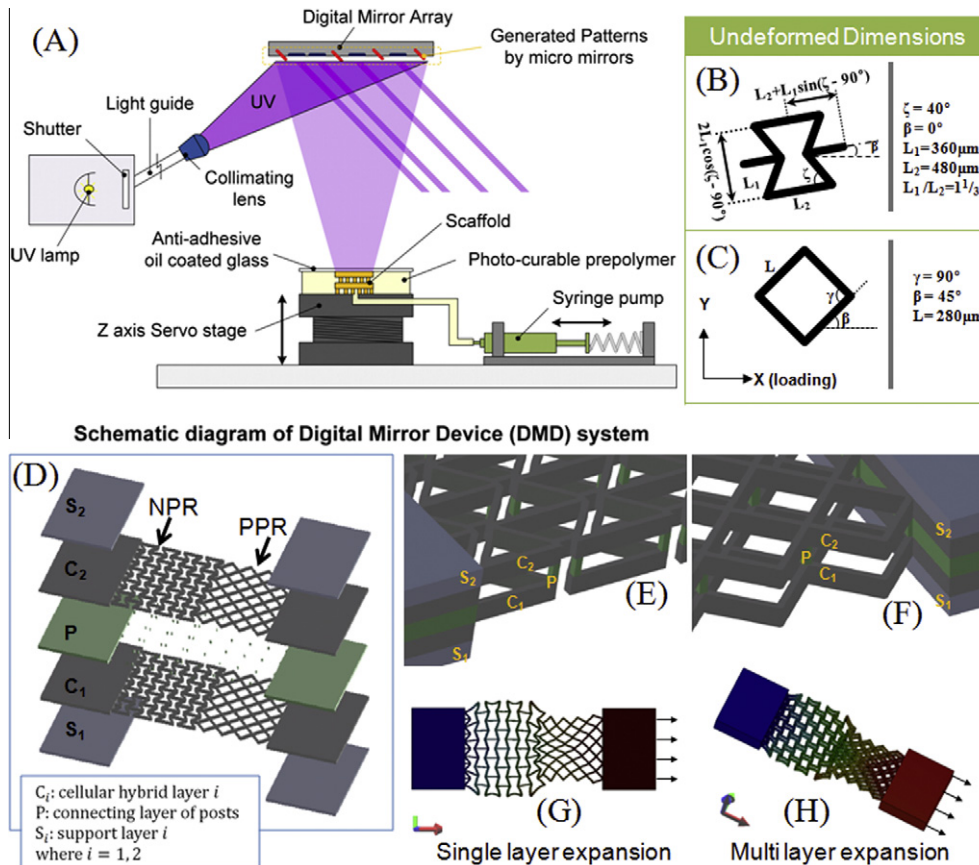 (A)
Digital Mirror Array
Generated Patterns
by micro mirrors
UV
Light guide
Shutter
Collimating
lens
UV lamp
Scaffold
Anti-adhesive
oil coated glass
Photo-curable prepolymer
Syringe pump
Z axis Servo stage
Schematic diagram of Digital Mirror Device (DMD) system
Undeformed Dimensions
(B)
L₂+L₁sin(ζ - 90°)
2L₁cos(ζ - 90°)
β
L₁
ζ
L₂
ζ = 40°
β = 0°
L₁=360μm
L₂=480μm
L₁/L₂=1¹/₃
(C)
L
γ
β
Y
X (loading)
γ = 90°
β = 45°
L= 280μm
(D)
S₂
NPR
PPR
C₂
P
C₁
S₁
Cᵢ: cellular hybrid layer i
P: connecting layer of posts
Sᵢ: support layer i
where i = 1, 2
C₂
S₂
P
C₁
(E)
S₁
C₂
S₂
P
C₁
(F)
S₁
(G)
Single layer expansion
(H)
Multi layer expansion